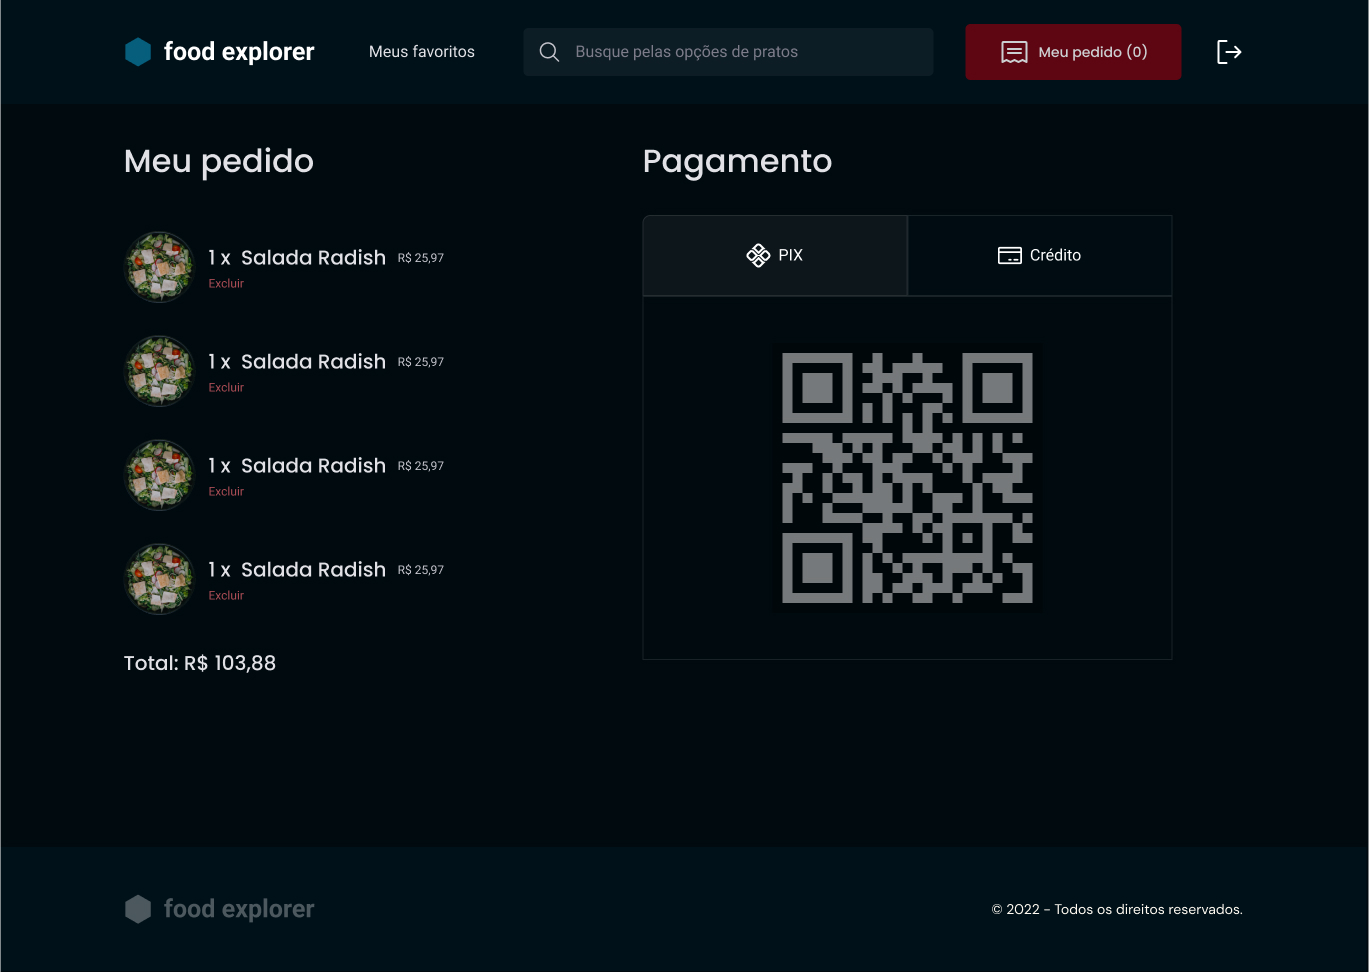 food explorer
Meus favoritos
Busque pelas opções de pratos
Meu pedido (0)
Meu pedido
1 x Salada Radish R$ 25,97
Excluir
1 x Salada Radish R$ 25,97
Excluir
1 x Salada Radish R$ 25,97
Excluir
1 x Salada Radish R$ 25,97
Excluir
Total: R$ 103,88
Pagamento
PIX
Crédito
food explorer
© 2022 - Todos os direitos reservados.